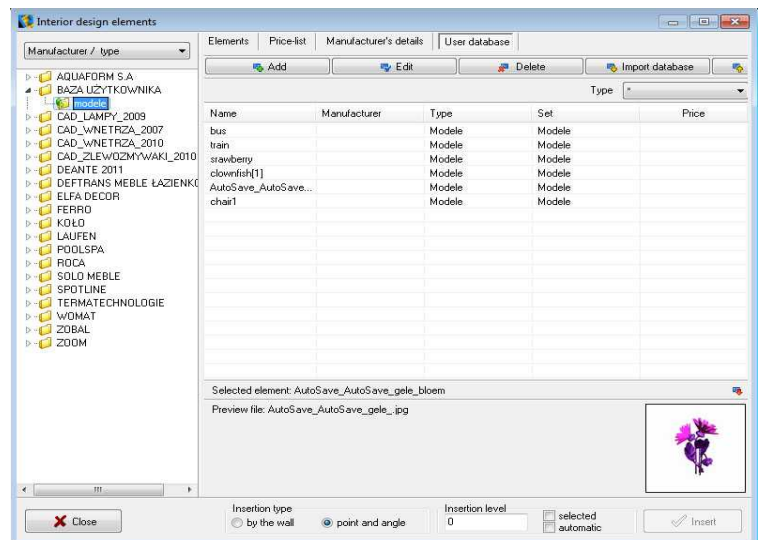 Interior design elements
Manufacturer / type
AQUAFORM S.A
BAZA UŻYTKOWNIKA
modele
CAD_LAMPY_2009
CAD_WNETRZA_2007
CAD_WNETRZA_2010
CAD_ZLEWOZMYWAKI_2010
DEANTE 2011
DEFTRANS MEBLE ŁAZIENKO
ELFA DECOR
FERRO
KOŁO
LAUFEN
POOLSPA
ROCA
SOLO MEBLE
SPOTLINE
TERMATECHNOLOGIE
WOMAT
ZOBAL
ZOOM
Elements Price-list Manufacturer's details User database
Add Edit Delete Import database
Type *
Name Manufacturer Type Set Price
bus Modele Modele
train Modele Modele
srawberry Modele Modele
clownfish[1] Modele Modele
AutoSave_AutoSave... Modele Modele
chair1 Modele Modele
Selected element: AutoSave_AutoSave_gele_bloem
Preview file: AutoSave_AutoSave_gele_.jpg
Close
Insertion type
by the wall point and angle
Insertion level
0
selected
automatic
Insert